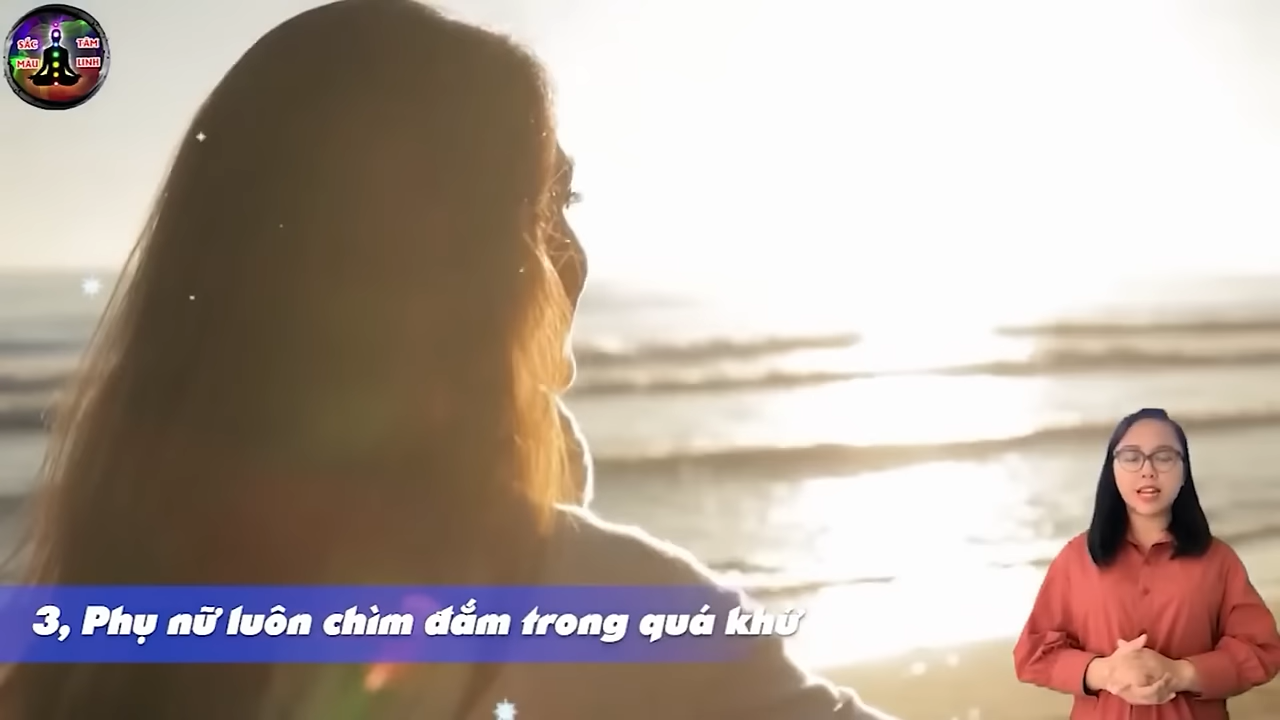 SẮC TÂM
MÀU LINH
3, Phụ nữ luôn chìm đắm trong quá khứ